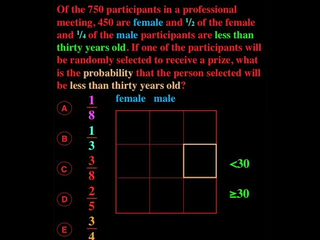 Of the 750 participants in a professional
meeting, 450 are female and 1/2 of the female
and 1/4 of the male participants are less than
thirty years old. If one of the participants will
be randomly selected to receive a prize, what
is the probability that the person selected will
be less than thirty years old?
female male
A 1/8
B 1/3
C 3/8
D 2/5
E 3/4
<30
≥30